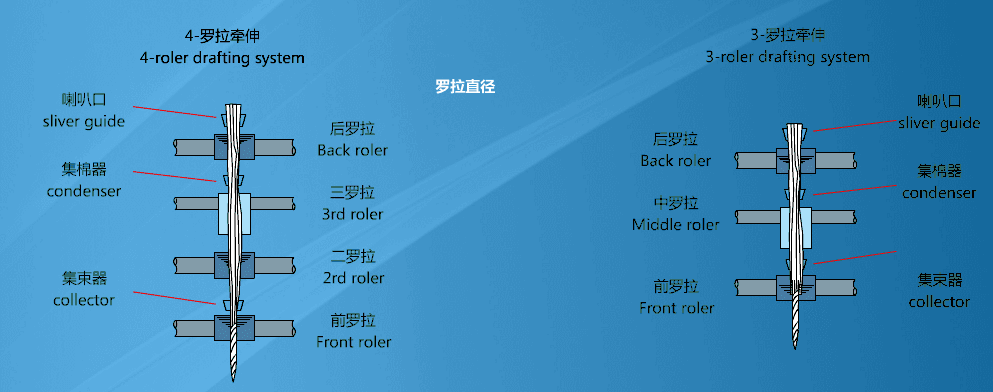 4-罗拉牵伸
4-roler drafting system
喇叭口
sliver guide
集棉器
condenser
集束器
collector
后罗拉
Back roler
三罗拉
3rd roler
二罗拉
2rd roler
前罗拉
Front roler
罗拉直径
3-罗拉牵伸
3-roler drafting system
后罗拉
Back roler
中罗拉
Middle roler
前罗拉
Front roler
喇叭口
sliver guide
集棉器
condenser
集束器
collector